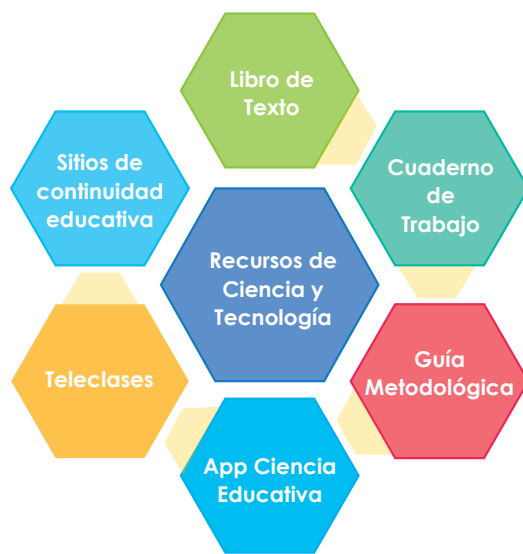 Libro de
Texto
Cuaderno
de
Trabajo
Guía
Metodológica
App Ciencia
Educativa
Teleclases
Sitios de
continuidad
educativa
Recursos de
Ciencia y
Tecnología